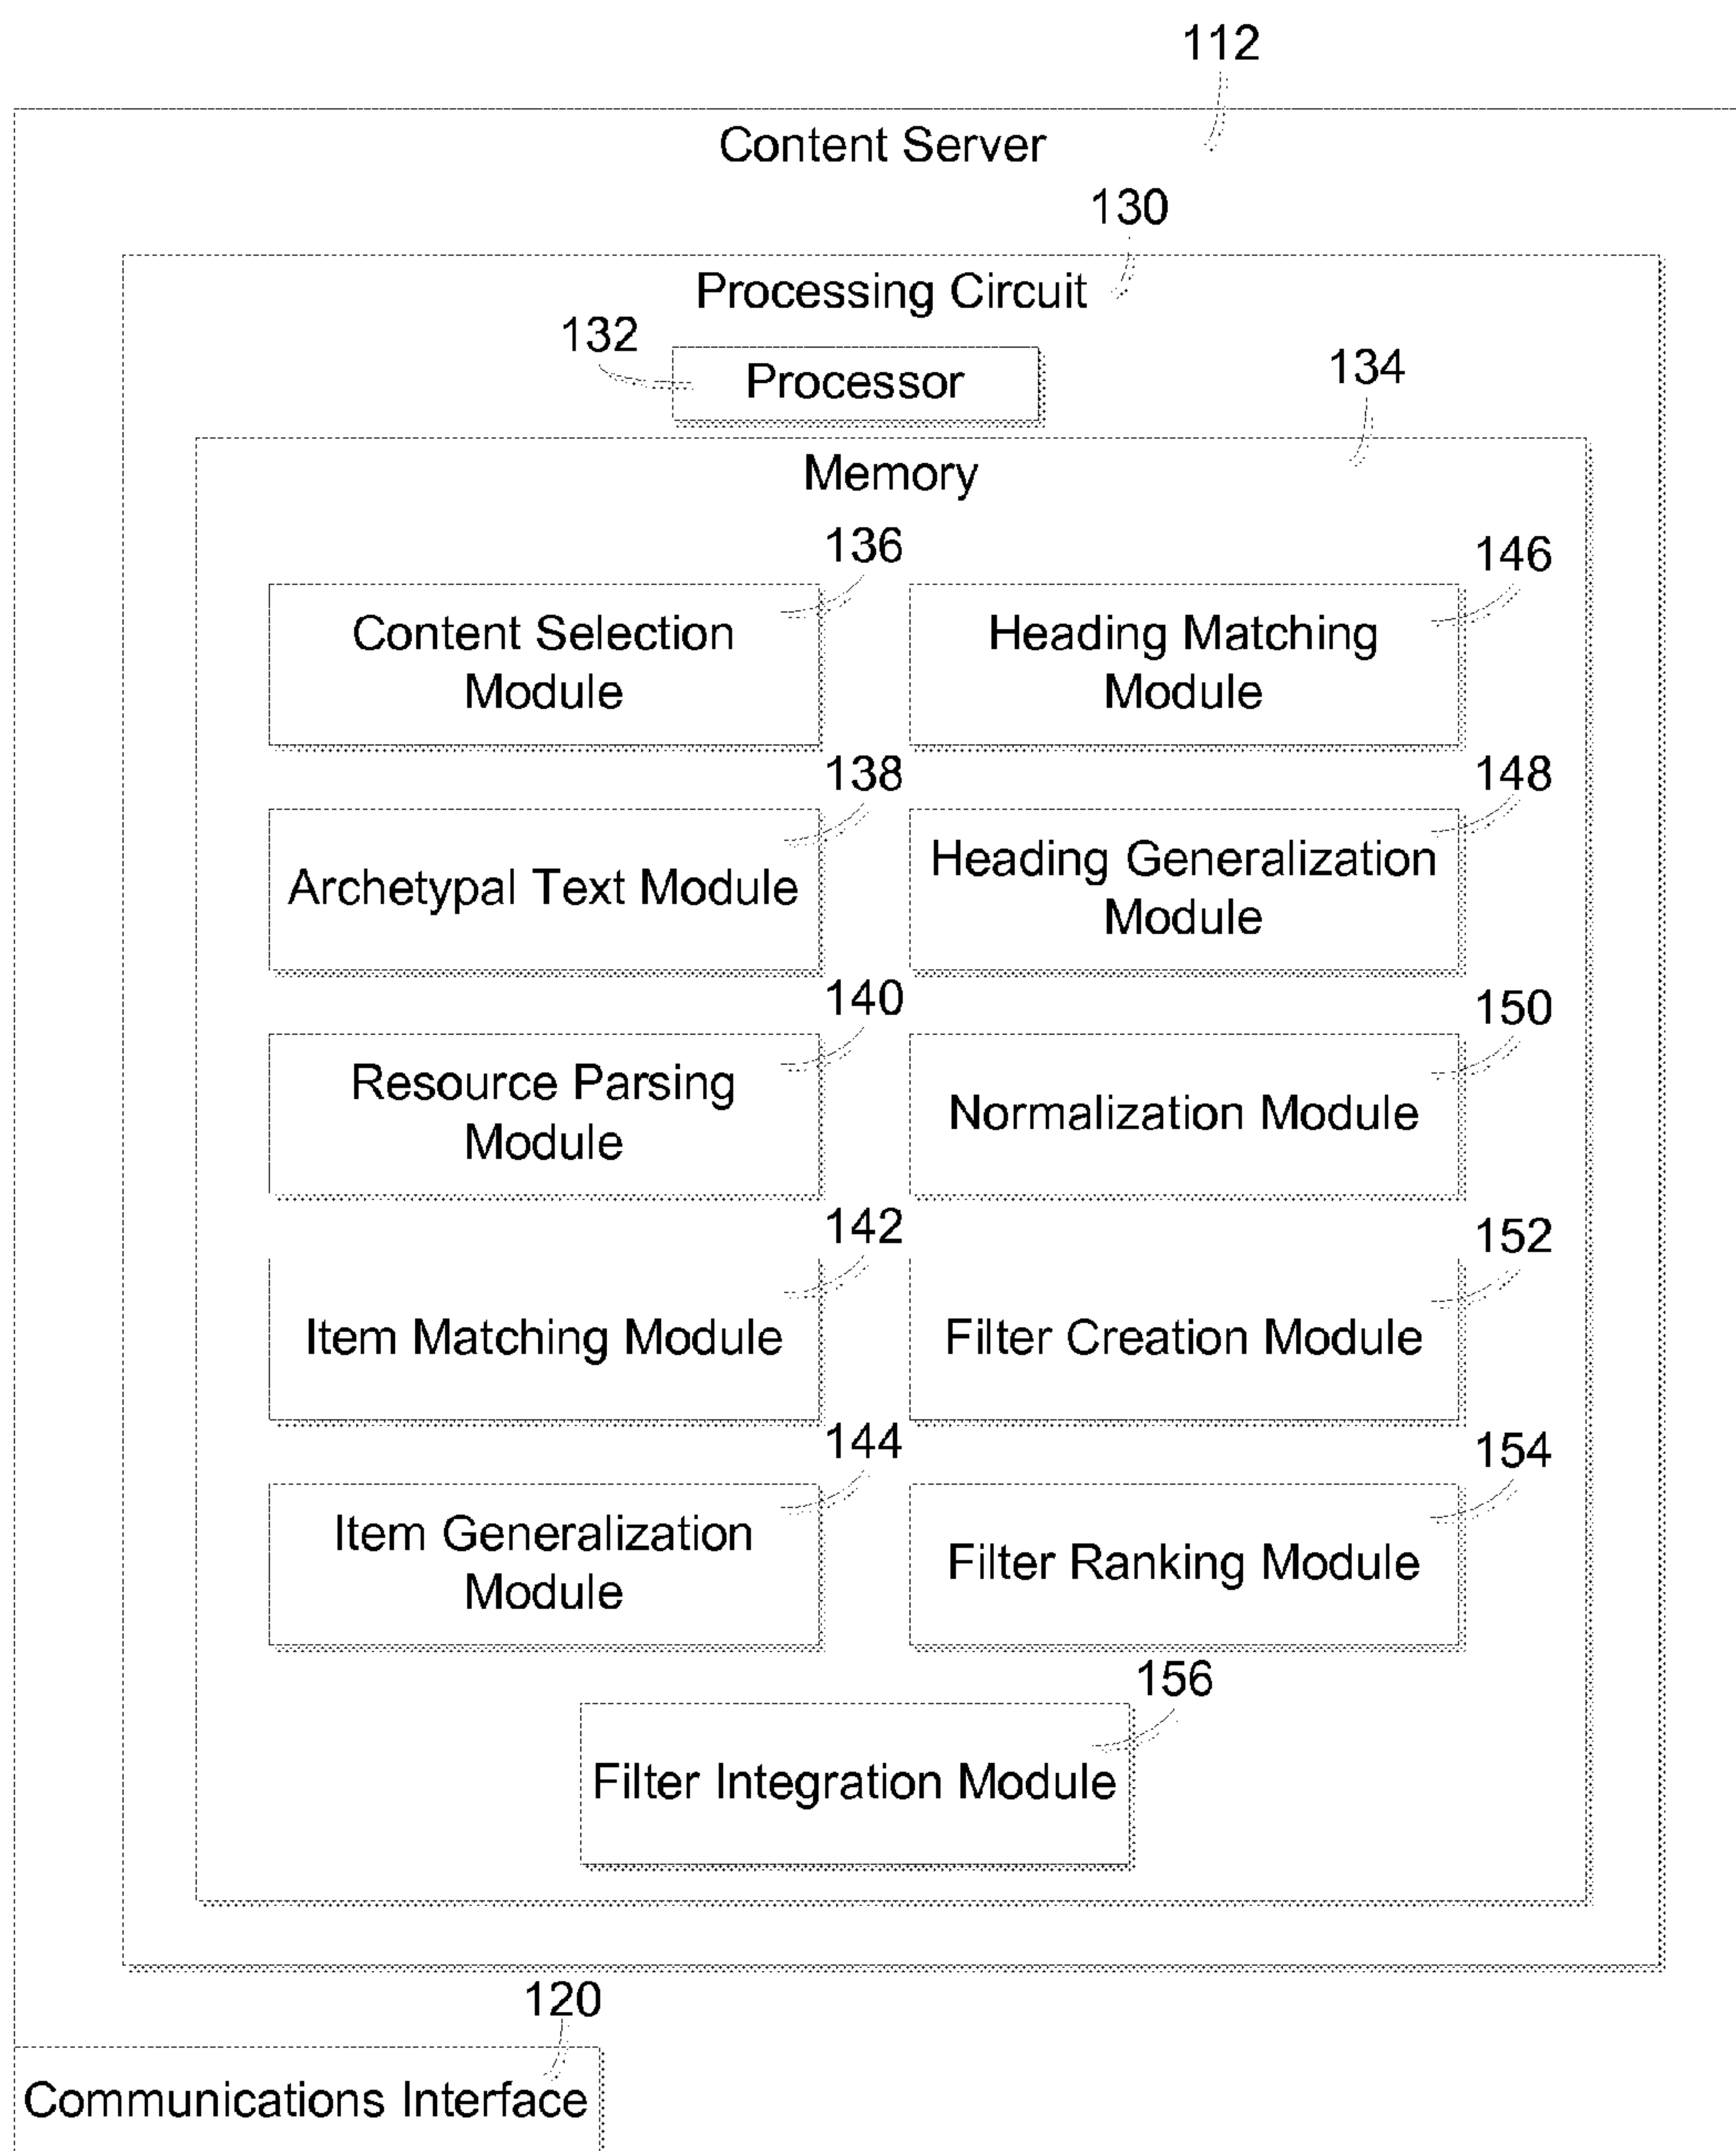 112
Content Server
130
Processing Circuit
132
Processor
134
Memory
136
Content Selection
Module
146
Heading Matching
Module
138
Archetypal Text Module
148
Heading Generalization
Module
140
Resource Parsing
Module
150
Normalization Module
142
Item Matching Module
152
Filter Creation Module
144
Item Generalization
Module
154
Filter Ranking Module
156
Filter Integration Module
120
Communications Interface